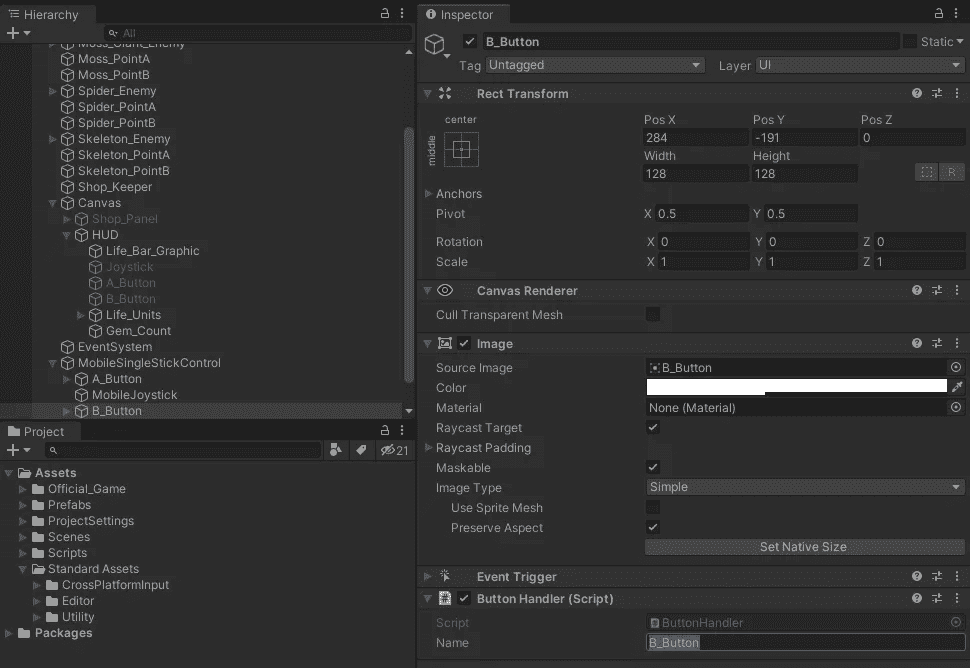 Hierarchy
All
Moss_Giant_Enemy
Moss_PointA
Moss_PointB
Spider_Enemy
Spider_PointA
Spider_PointB
Skeleton_Enemy
Skeleton_PointA
Skeleton_PointB
Shop_Keeper
Canvas
Shop_Panel
HUD
Life_Bar_Graphic
Joystick
A_Button
B_Button
Life_Units
Gem_Count
EventSystem
MobileSingleStickControl
A_Button
MobileJoystick
B_Button
Project
21
Assets
Official_Game
Prefabs
ProjectSettings
Scenes
Scripts
Standard Assets
CrossPlatformInput
Editor
Utility
Packages
Inspector
B_Button Static
Tag Untagged Layer UI
Rect Transform
center
middle
Pos X Pos Y Pos Z
284 -191 0
Width Height
128 128
R
Anchors
Pivot X 0.5 Y 0.5
Rotation X 0 Y 0 Z 0
Scale X 1 Y 1 Z 1
Canvas Renderer
Cull Transparent Mesh
Image
Source Image B_Button
Color
Material None (Material)
Raycast Target
Raycast Padding
Maskable
Image Type Simple
Use Sprite Mesh
Preserve Aspect
Set Native Size
Event Trigger
Button Handler (Script)
Script ButtonHandler
Name B_Button